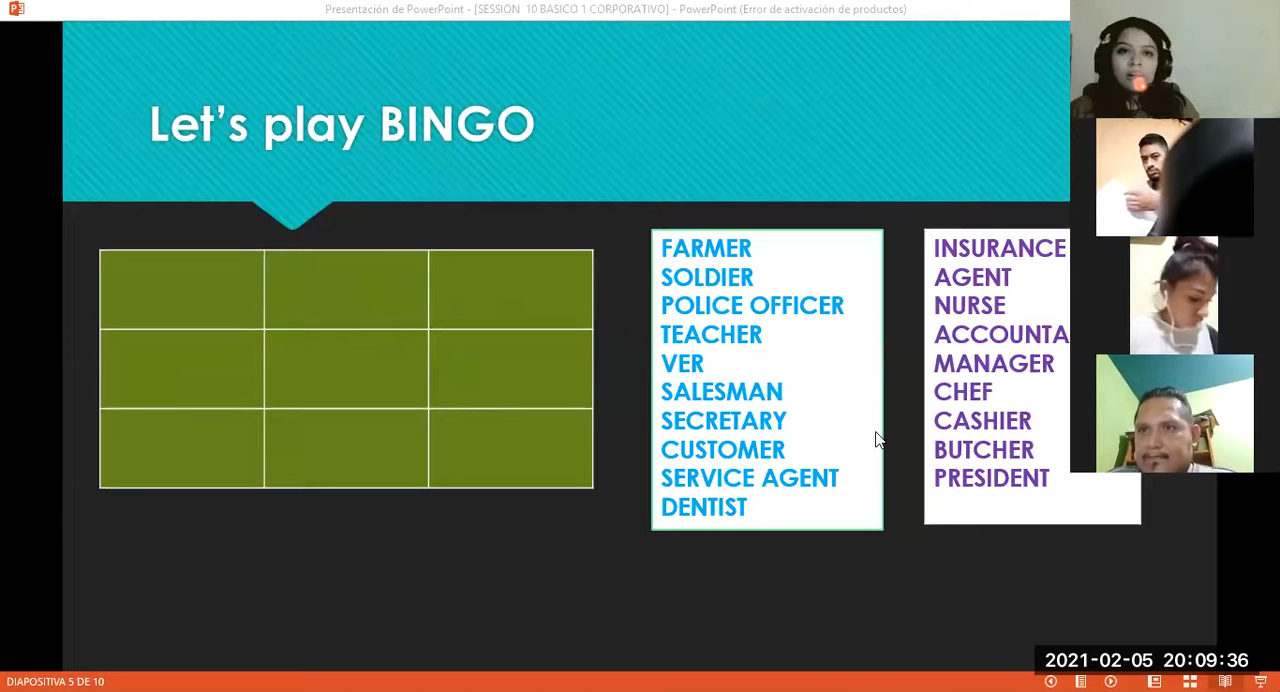 Presentación de PowerPoint - [SESSION 10 BASICO 1 CORPORATIVO] - PowerPoint (Error de activación de productos)
Let's play BINGO
FARMER
SOLDIER
POLICE OFFICER
TEACHER
VER
SALESMAN
SECRETARY
CUSTOMER
SERVICE AGENT
DENTIST
INSURANCE
AGENT
NURSE
ACCOUNTA
MANAGER
CHEF
CASHIER
BUTCHER
PRESIDENT
2021-02-05 20:09:36
DIAPOSITIVA 5 DE 10